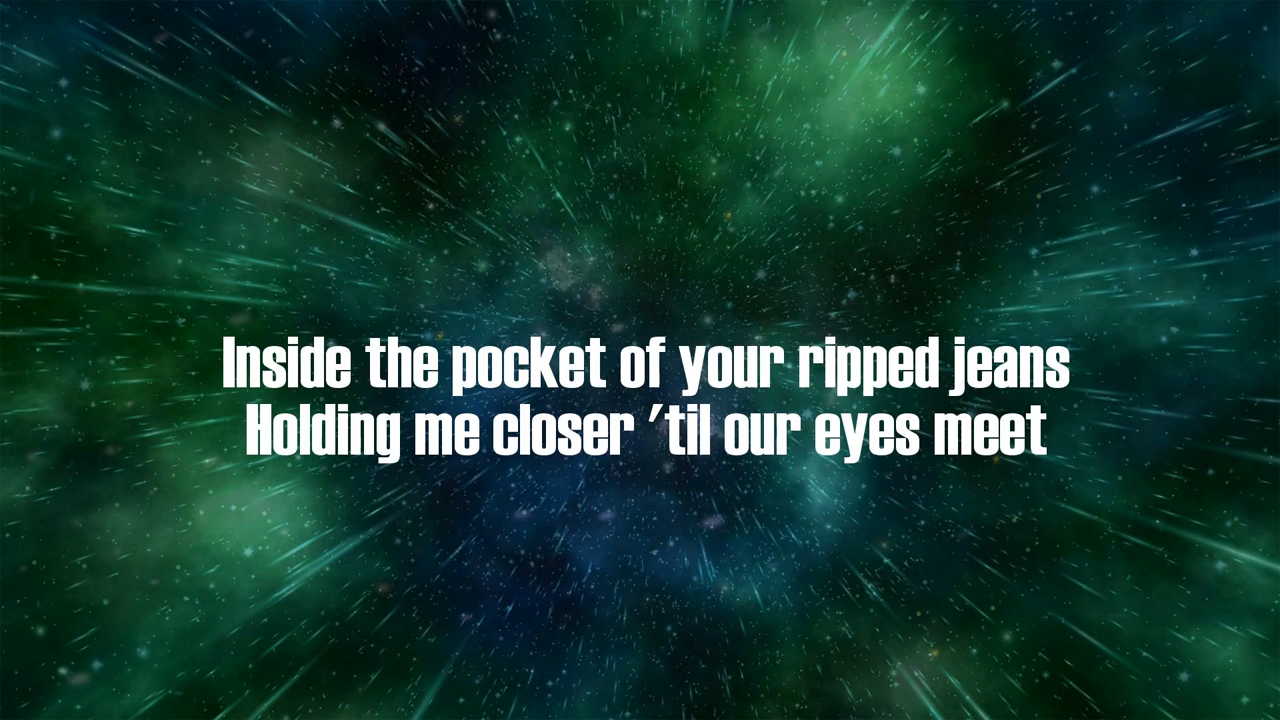 Inside the pocket of your ripped jeans
Holding me closer 'til our eyes meet